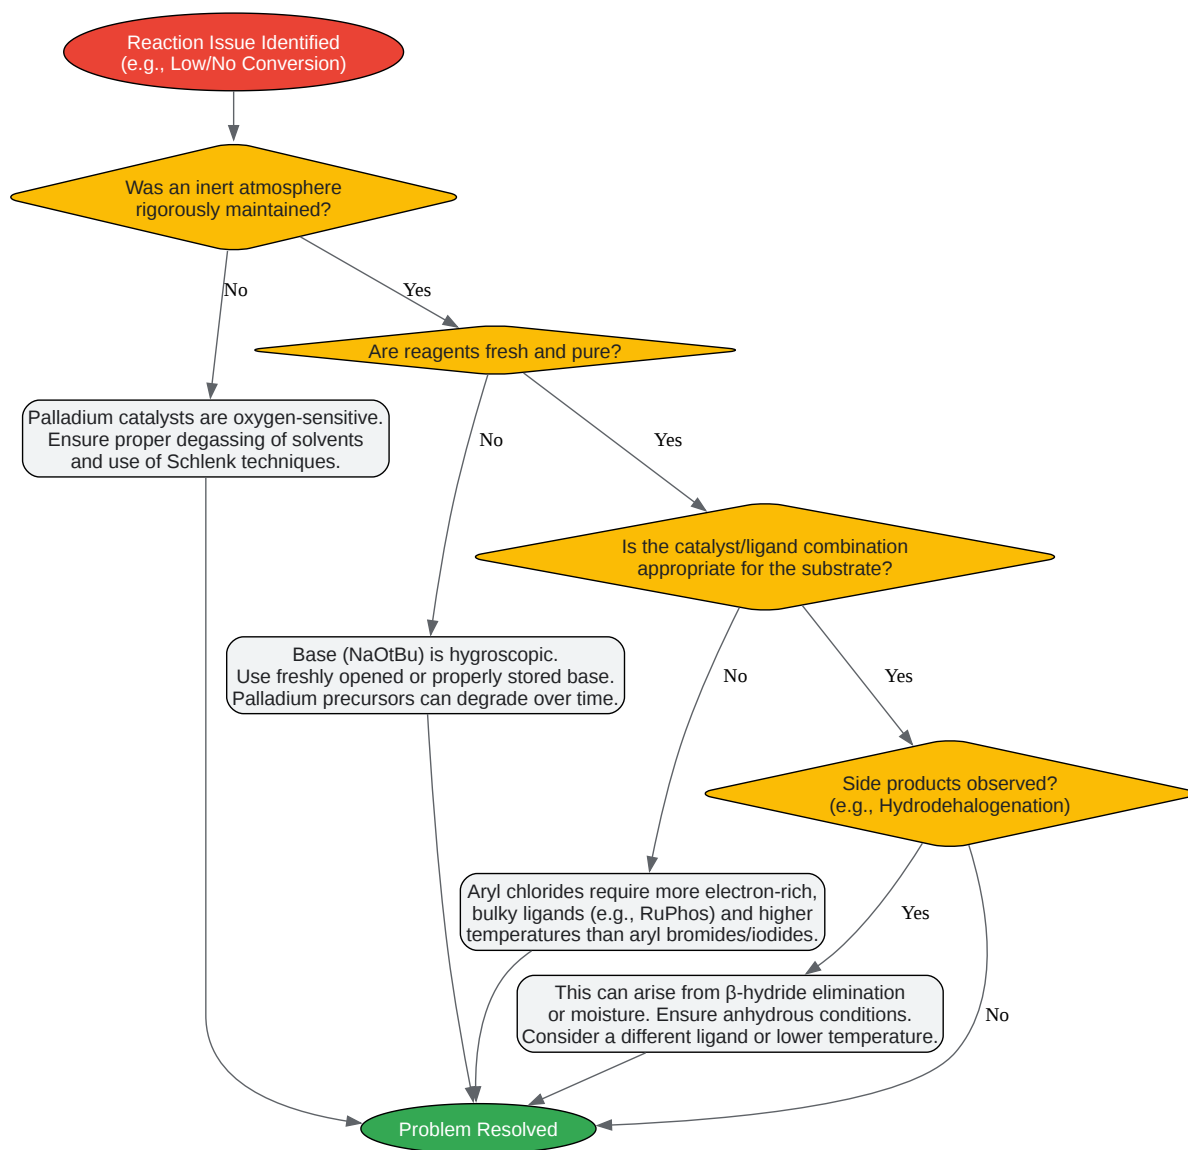 Reaction Issue Identified
(e.g., Low/No Conversion)
Was an inert atmosphere
rigorously maintained?
No
Yes
Are reagents fresh and pure?
Palladium catalysts are oxygen-sensitive.
Ensure proper degassing of solvents
and use of Schlenk techniques.
No
Yes
Is the catalyst/ligand combination
appropriate for the substrate?
Base (NaOtBu) is hygroscopic.
Use freshly opened or properly stored base.
Palladium precursors can degrade over time.
No
Yes
Side products observed?
(e.g., Hydrodehalogenation)
Aryl chlorides require more electron-rich,
bulky ligands (e.g., RuPhos) and higher
temperatures than aryl bromides/iodides.
Yes
This can arise from β-hydride elimination
or moisture. Ensure anhydrous conditions.
Consider a different ligand or lower temperature.
No
Problem Resolved